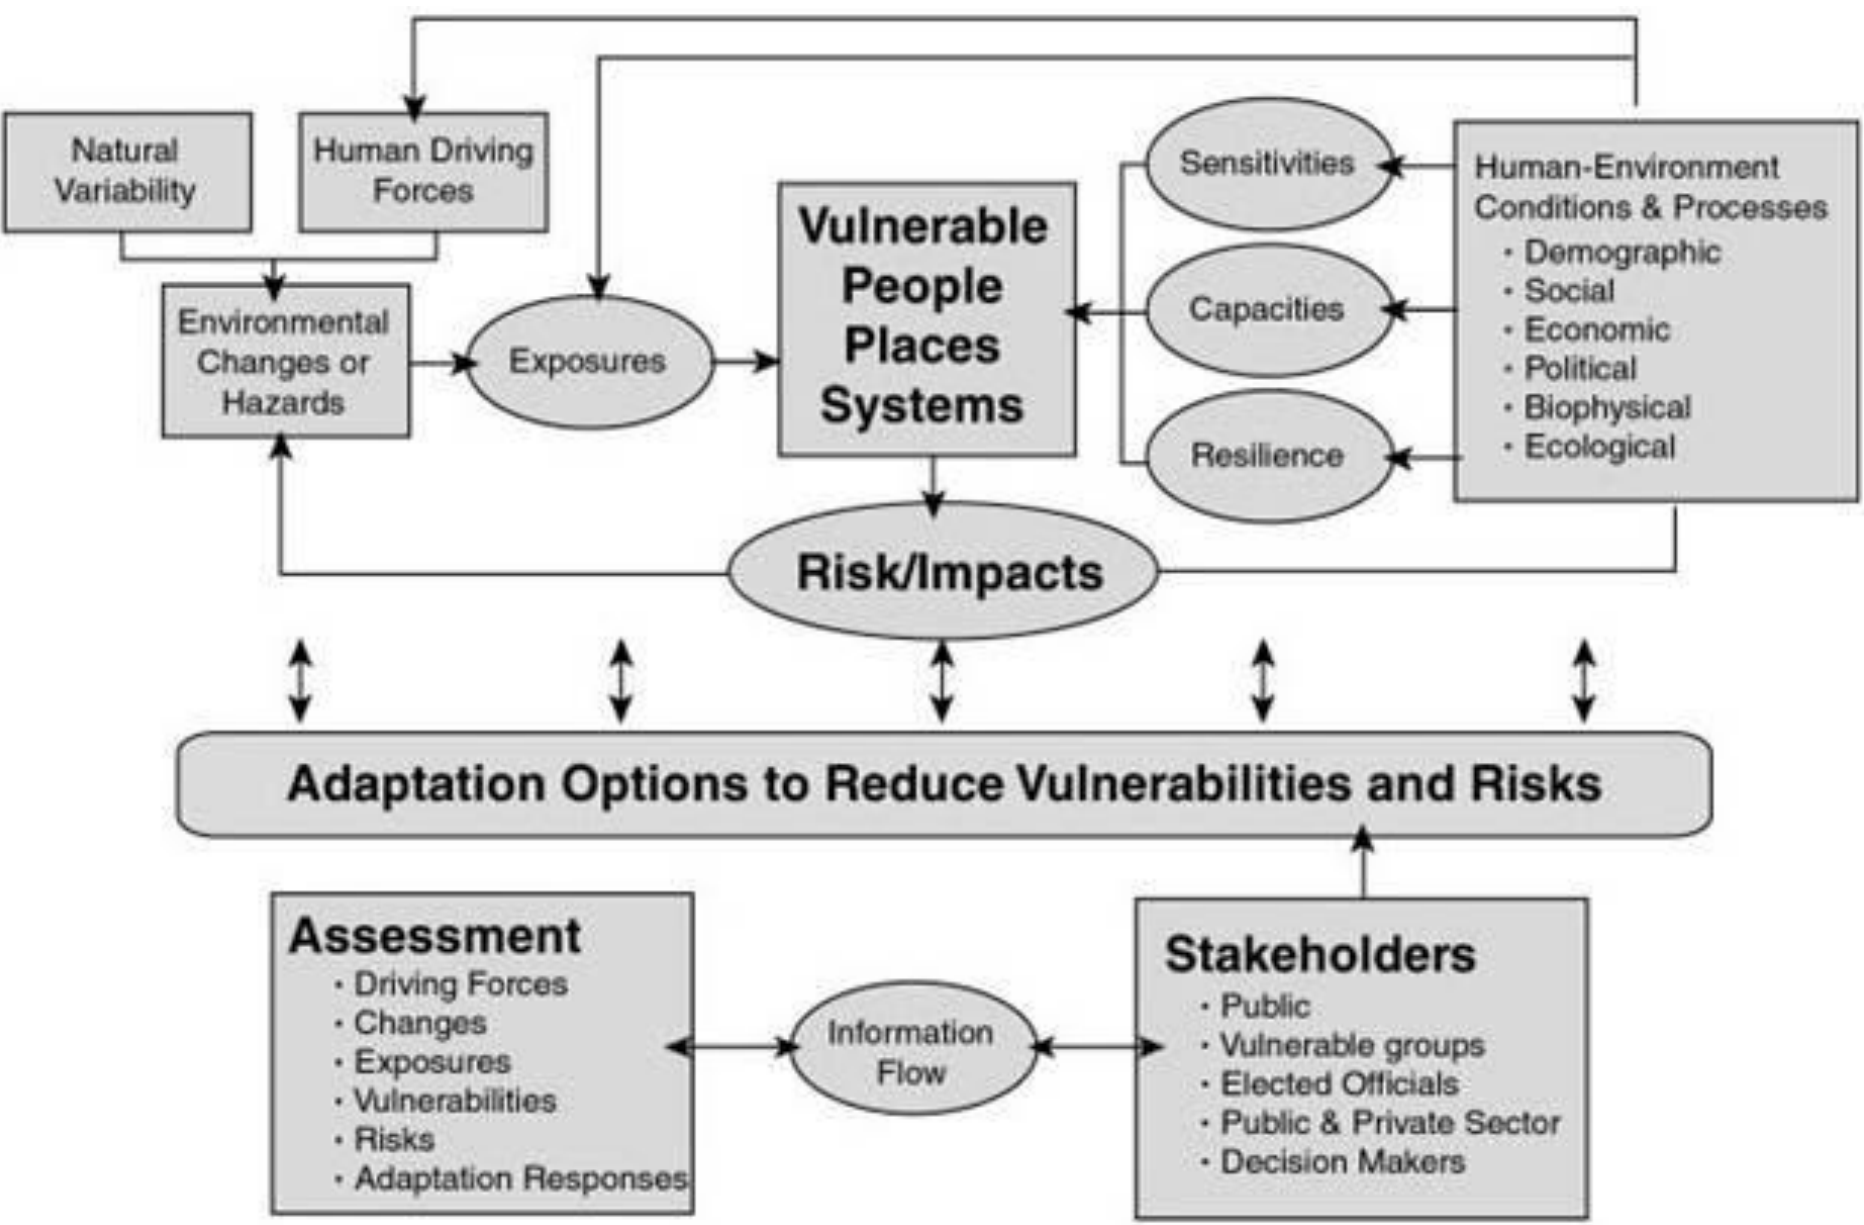 Natural
Variability
Human Driving
Forces
Environmental
Changes or
Hazards
Exposures
Vulnerable
People
Places
Systems
Sensitivities
Capacities
Resilience
Human-Environment
Conditions & Processes
• Demographic
• Social
• Economic
• Political
• Biophysical
• Ecological
Risk/Impacts
Adaptation Options to Reduce Vulnerabilities and Risks
Assessment
• Driving Forces
• Changes
• Exposures
• Vulnerabilities
• Risks
• Adaptation Responses
Information
Flow
Stakeholders
• Public
• Vulnerable groups
• Elected Officials
• Public & Private Sector
• Decision Makers